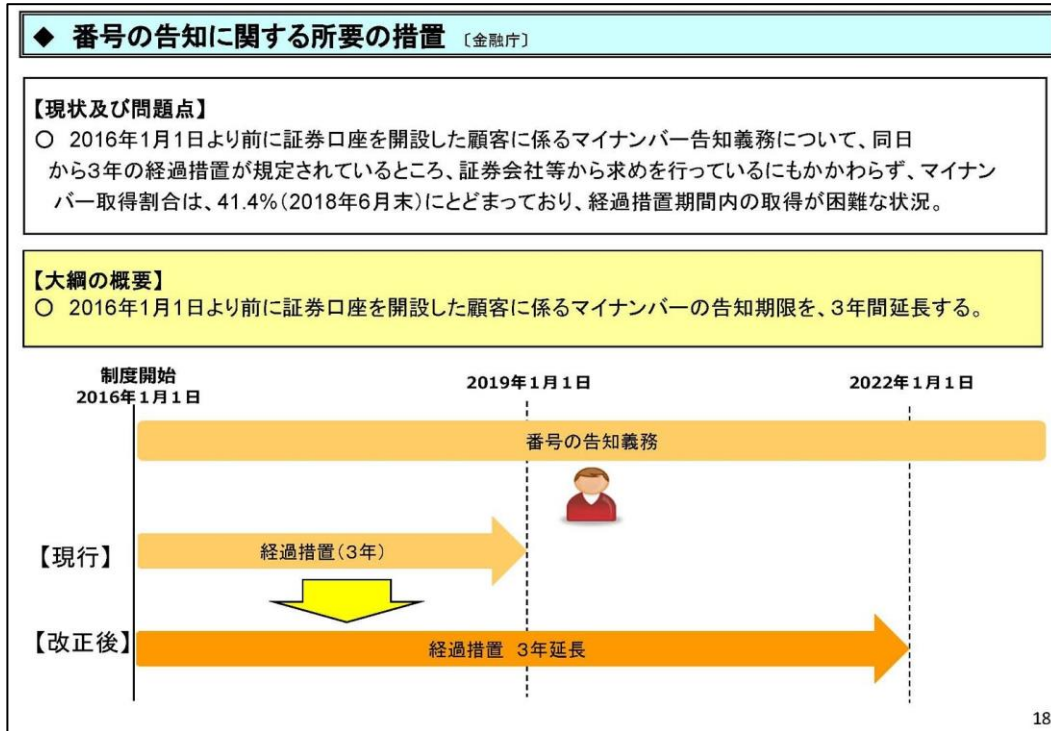 ◆ 番号の告知に関する所要の措置 〔金融庁〕
【現状及び問題点】
○ 2016年1月1日より前に証券口座を開設した顧客に係るマイナンバー告知義務について、同日
から3年の経過措置が規定されているところ、証券会社等から求めを行っているにもかかわらず、マイナン
バー取得割合は、41.4%(2018年6月末)にとどまっており、経過措置期間内の取得が困難な状況。
【大綱の概要】
○ 2016年1月1日より前に証券口座を開設した顧客に係るマイナンバーの告知期限を、3年間延長する。
制度開始
2016年1月1日
2019年1月1日
2022年1月1日
番号の告知義務
【現行】
経過措置(3年)
【改正後】
経過措置 3年延長
18